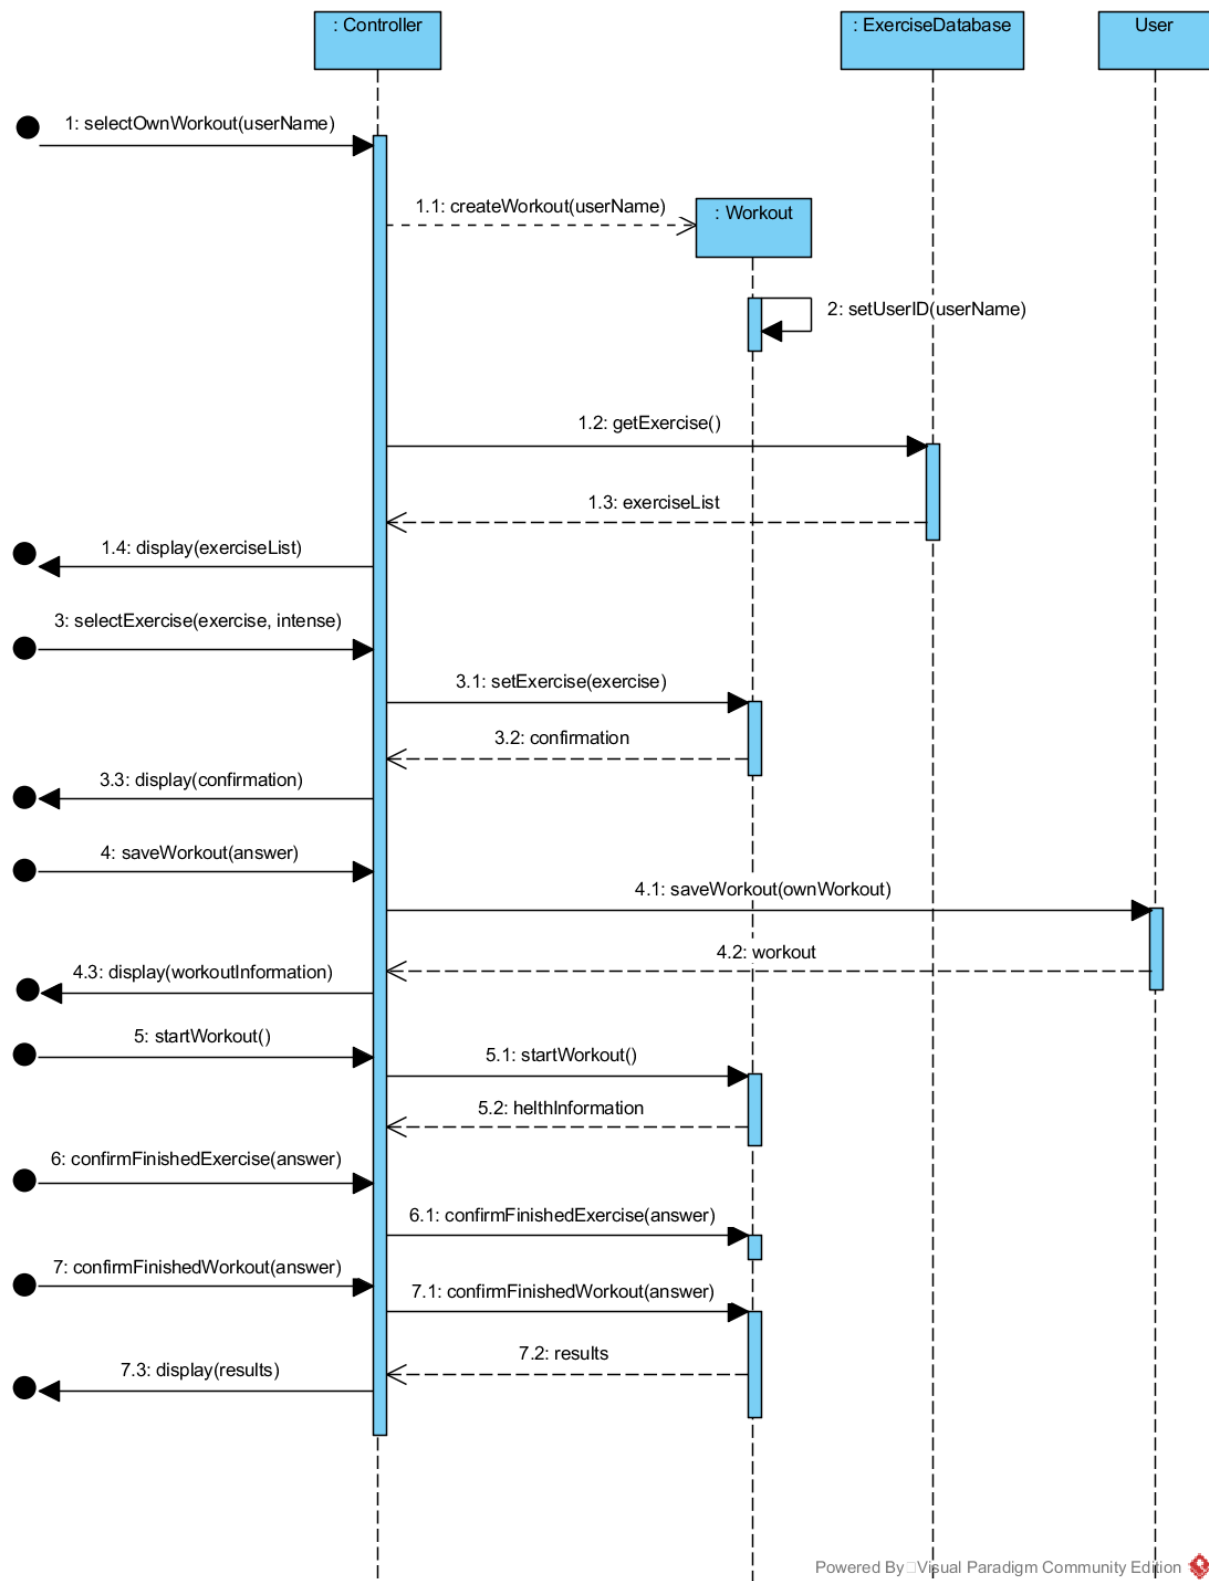 : Controller
: ExerciseDatabase
User
1: selectOwnWorkout(userName)
1.1: createWorkout(userName)
: Workout
2: setUserID(userName)
1.2: getExercise()
1.3: exerciseList
1.4: display(exerciseList)
3: selectExercise(exercise, intense)
3.1: setExercise(exercise)
3.2: confirmation
3.3: display(confirmation)
4: saveWorkout(answer)
4.1: saveWorkout(ownWorkout)
4.2: workout
4.3: display(workoutInformation)
5: startWorkout()
5.1: startWorkout()
5.2: helthInformation
6: confirmFinishedExercise(answer)
6.1: confirmFinishedExercise(answer)
7: confirmFinishedWorkout(answer)
7.1: confirmFinishedWorkout(answer)
7.2: results
7.3: display(results)
Powered By Visual Paradigm Community Edition